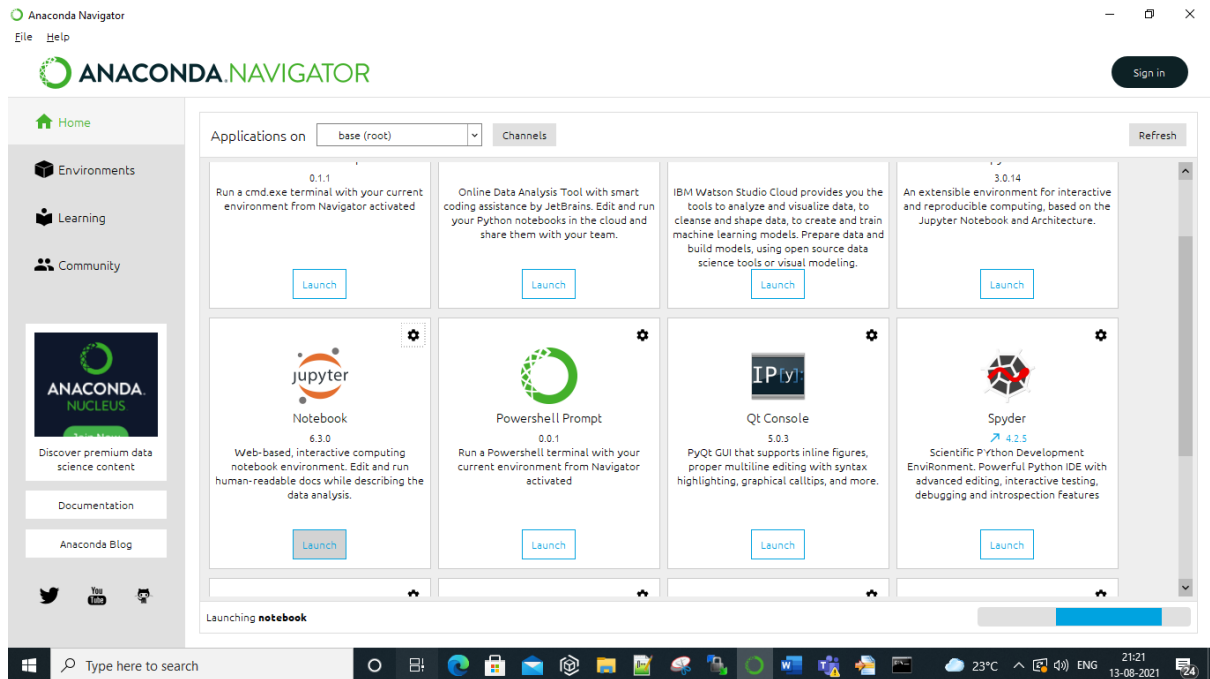 Anaconda Navigator
File Help
ANACONDA.NAVIGATOR
Sign in
Home
Environments
Learning
Community
ANACONDA.
NUCLEUS
Join Now
Discover premium data
science content
Documentation
Anaconda Blog
You
Tube
Applications on base (root) Channels Refresh
0.1.1
Run a cmd.exe terminal with your current
environment from Navigator activated
Launch
Online Data Analysis Tool with smart
coding assistance by JetBrains. Edit and run
your Python notebooks in the cloud and
share them with your team.
Launch
IBM Watson Studio Cloud provides you the
tools to analyze and visualize data, to
cleanse and shape data, to create and train
machine learning models. Prepare data and
build models, using open source data
science tools or visual modeling.
Launch
3.0.14
An extensible environment for interactive
and reproducible computing, based on the
Jupyter Notebook and Architecture.
Launch
jupyter
Notebook
6.3.0
Web-based, interactive computing
notebook environment. Edit and run
human-readable docs while describing the
data analysis.
Launch
Powershell Prompt
0.0.1
Run a Powershell terminal with your
current environment from Navigator
activated
Launch
IP[y]:
Qt Console
5.0.3
PyQt GUI that supports inline figures,
proper multiline editing with syntax
highlighting, graphical calltips, and more.
Launch
Spyder
4.2.5
Scientific PYthon Development
EnviRonment. Powerful Python IDE with
advanced editing, interactive testing,
debugging and introspection features
Launch
Launching notebook
Type here to search
23°C
ENG
21:21
13-08-2021
24